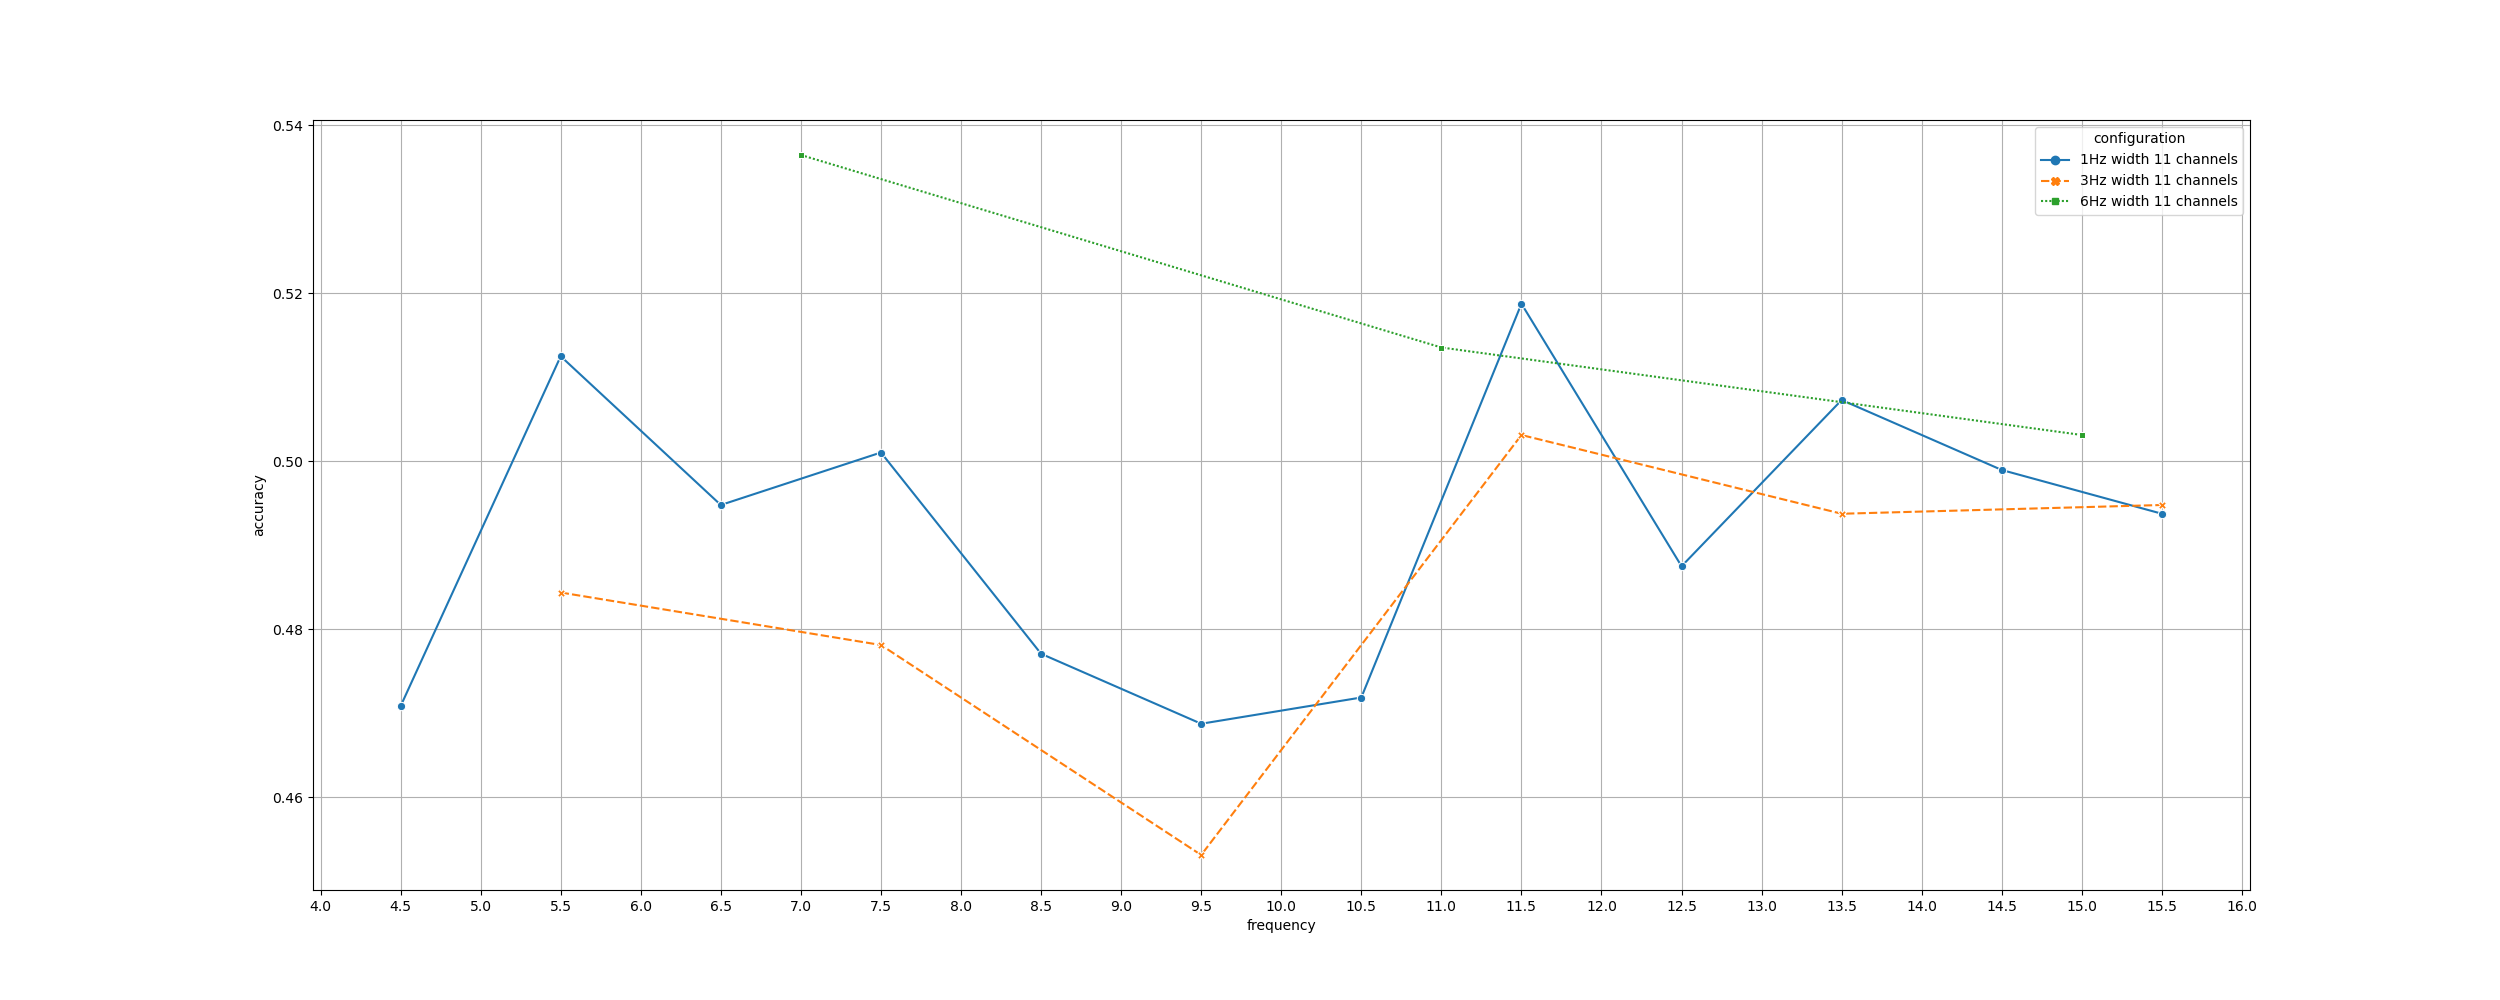 0.54
0.52
0.50
0.48
0.46
accuracy
configuration
1Hz width 11 channels
3Hz width 11 channels
6Hz width 11 channels
4.0 4.5 5.0 5.5 6.0 6.5 7.0 7.5 8.0 8.5 9.0 9.5 10.0 10.5 11.0 11.5 12.0 12.5 13.0 13.5 14.0 14.5 15.0 15.5 16.0
frequency